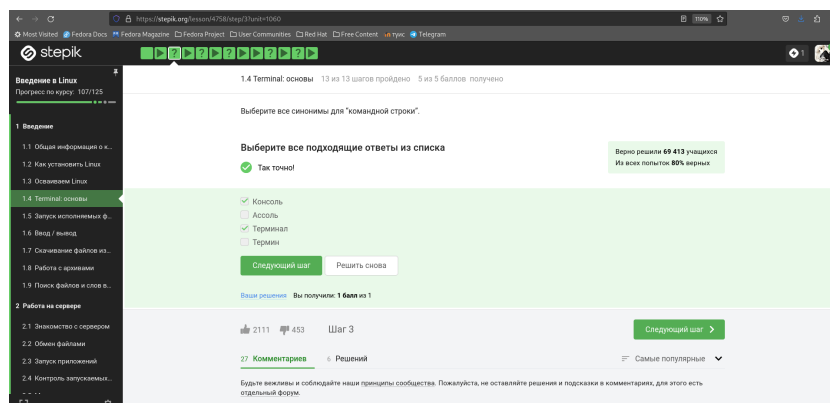 https://stepik.org/lesson/4758/step/3?unit=1060
110%
Most Visited Fedora Docs Fedora Magazine Fedora Project User Communities Red Hat Free Content туис Telegram
stepik
1
Введение в Linux
Прогресс по курсу: 107/125
1 Введение
1.1 Общая информация о к...
1.2 Как установить Linux
1.3 Осваиваем Linux
1.4 Terminal: основы
1.5 Запуск исполняемых ф...
1.6 Ввод / вывод
1.7 Скачивание файлов из...
1.8 Работа с архивами
1.9 Поиск файлов и слов в...
2 Работа на сервере
2.1 Знакомство с сервером
2.2 Обмен файлами
2.3 Запуск приложений
2.4 Контроль запускаемых...
1.4 Terminal: основы 13 из 13 шагов пройдено 5 из 5 баллов получено
Выберите все синонимы для "командной строки".
Выберите все подходящие ответы из списка
Так точно!
Верно решили 69 413 учащихся
Из всех попыток 80% верных
Консоль
Ассоль
Терминал
Термин
Следующий шаг Решить снова
Ваши решения Вы получили: 1 балл из 1
2111 453 Шаг 3
Следующий шаг
27 Комментариев 6 Решений
Самые популярные
Будьте вежливы и соблюдайте наши принципы сообщества. Пожалуйста, не оставляйте решения и подсказки в комментариях, для этого есть
отдельный форум.